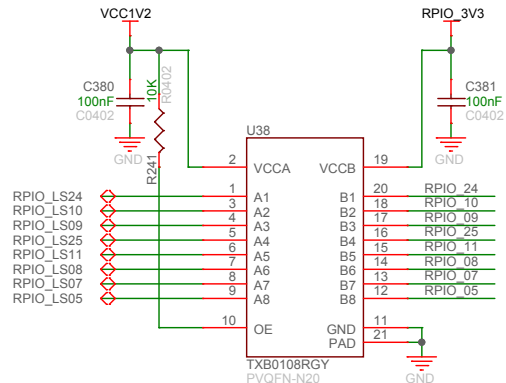 VCC1V2 RPIO_3V3
C380 100nF C0402
10K R0402 R241
C381 100nF C0402
GND GND
U38
2 VCCA VCCB 19
RPIO_LS24 1 A1 B1 20 RPIO_24
RPIO_LS10 3 A2 B2 18 RPIO_10
RPIO_LS09 4 A3 B3 17 RPIO_09
RPIO_LS25 5 A4 B4 16 RPIO_25
RPIO_LS11 6 A5 B5 15 RPIO_11
RPIO_LS08 7 A6 B6 14 RPIO_08
RPIO_LS07 8 A7 B7 13 RPIO_07
RPIO_LS05 9 A8 B8 12 RPIO_05
10 OE GND 11
PAD 21
TXB0108RGY
PVQFN-N20
GND